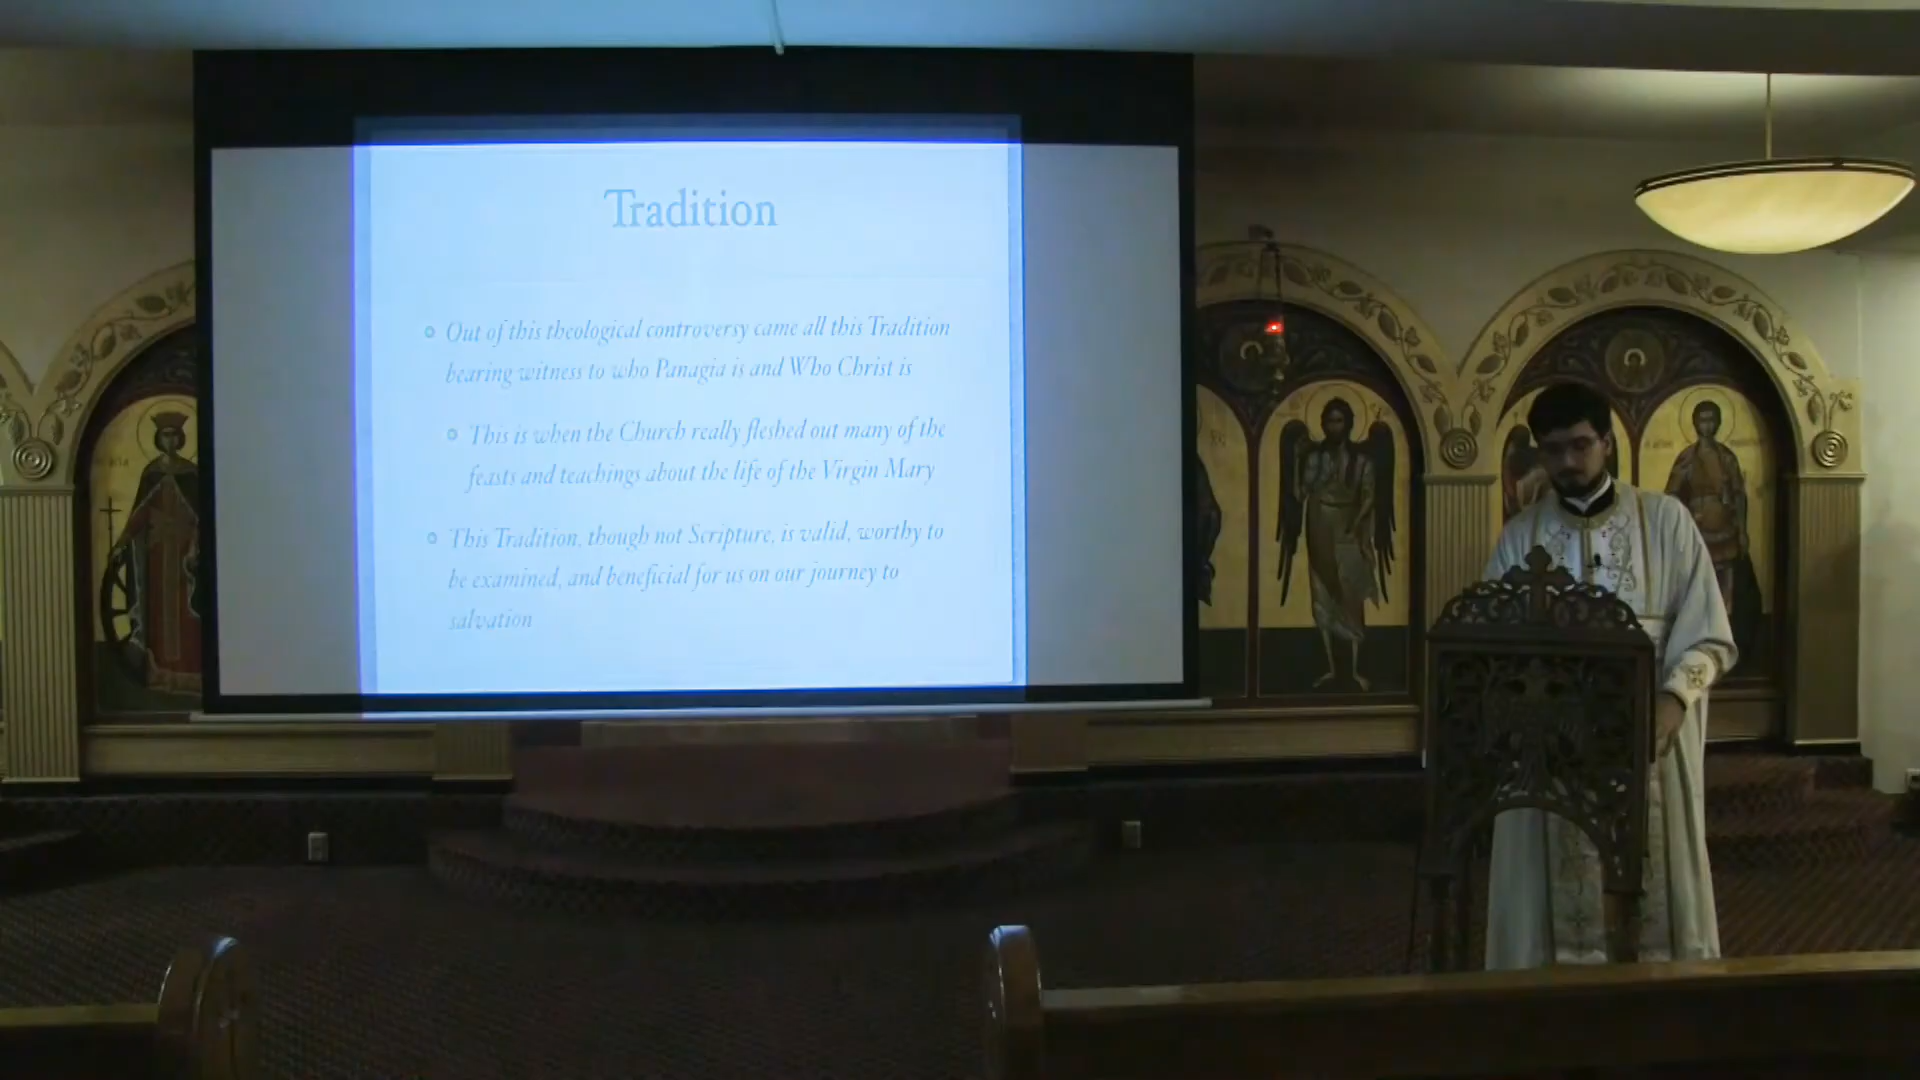 Tradition
Out of this theological controversy came all this Tradition
bearing witness to who Panagia is and Who Christ is
This is when the Church really fleshed out many of the
feasts and teachings about the life of the Virgin Mary
This Tradition, though not Scripture, is valid, worthy to
be examined, and beneficial for us on our journey to
salvation